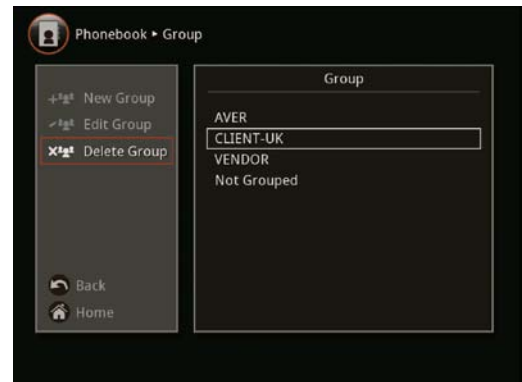 Phonebook ▸ Group
New Group
Edit Group
Delete Group
Back
Home
Group
AVER
CLIENT-UK
VENDOR
Not Grouped